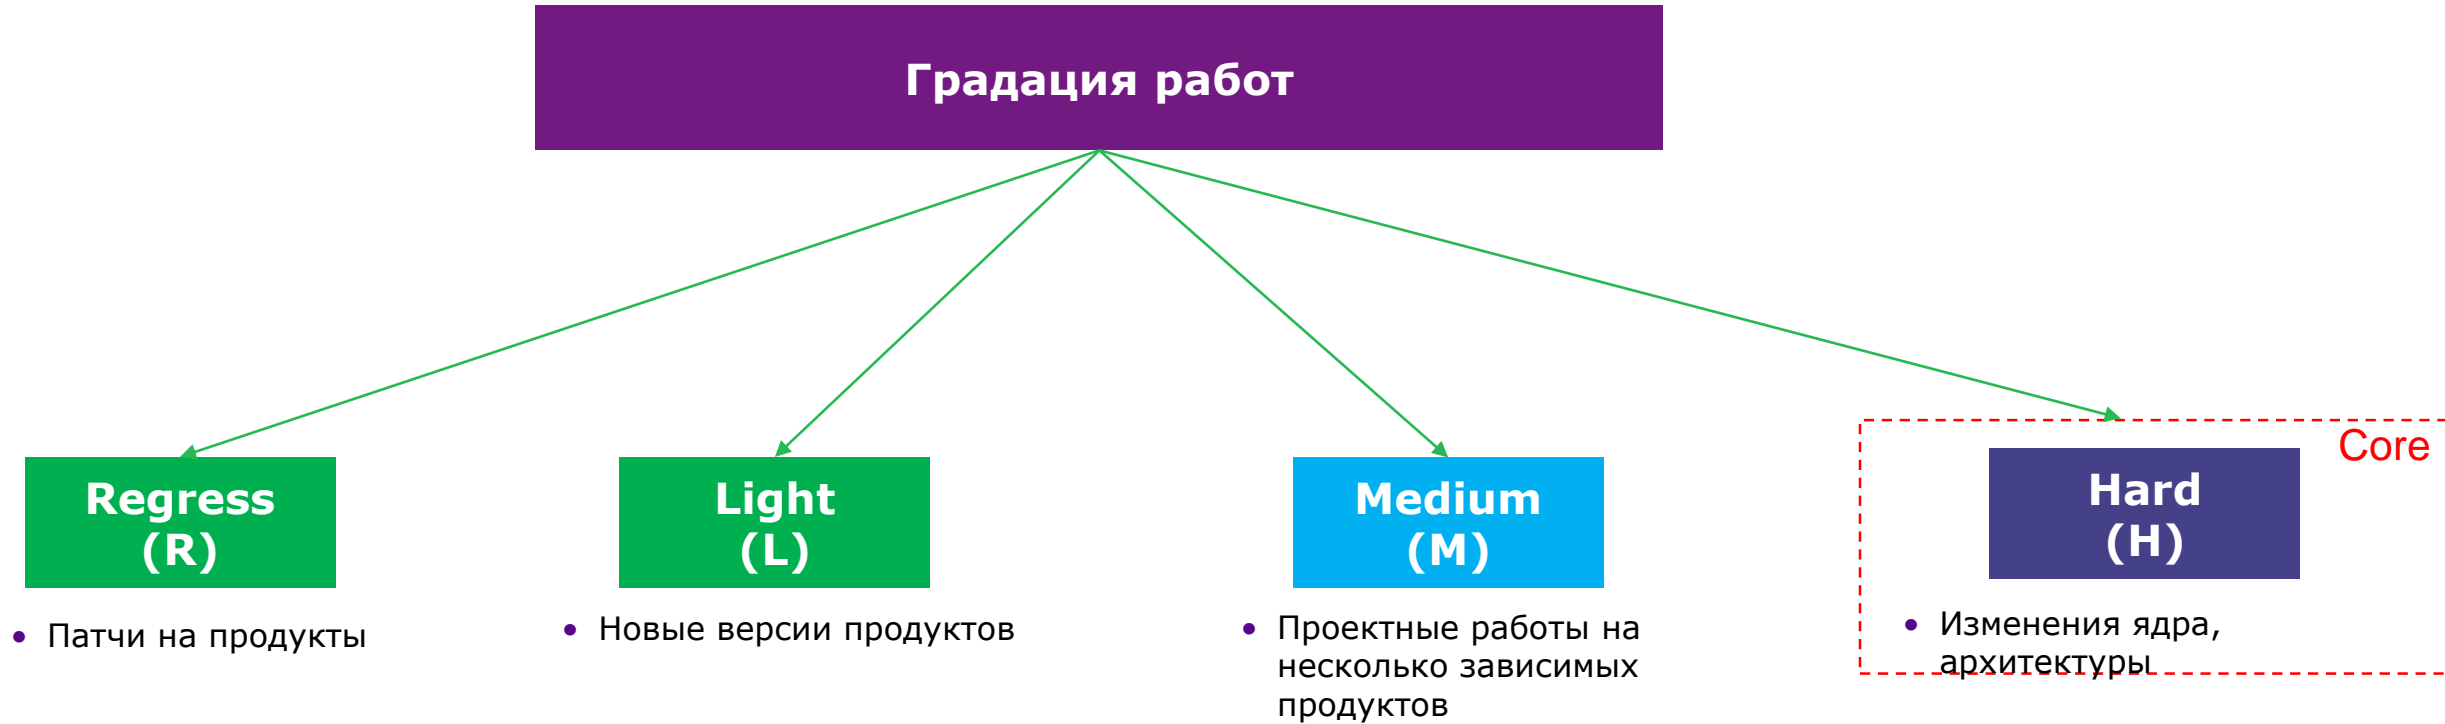 Градация работ
Core
Regress
(R)
Light
(L)
Medium
(M)
Hard
(H)
• Патчи на продукты
• Новые версии продуктов
• Проектные работы на
несколько зависимых
продуктов
• Изменения ядра,
архитектуры